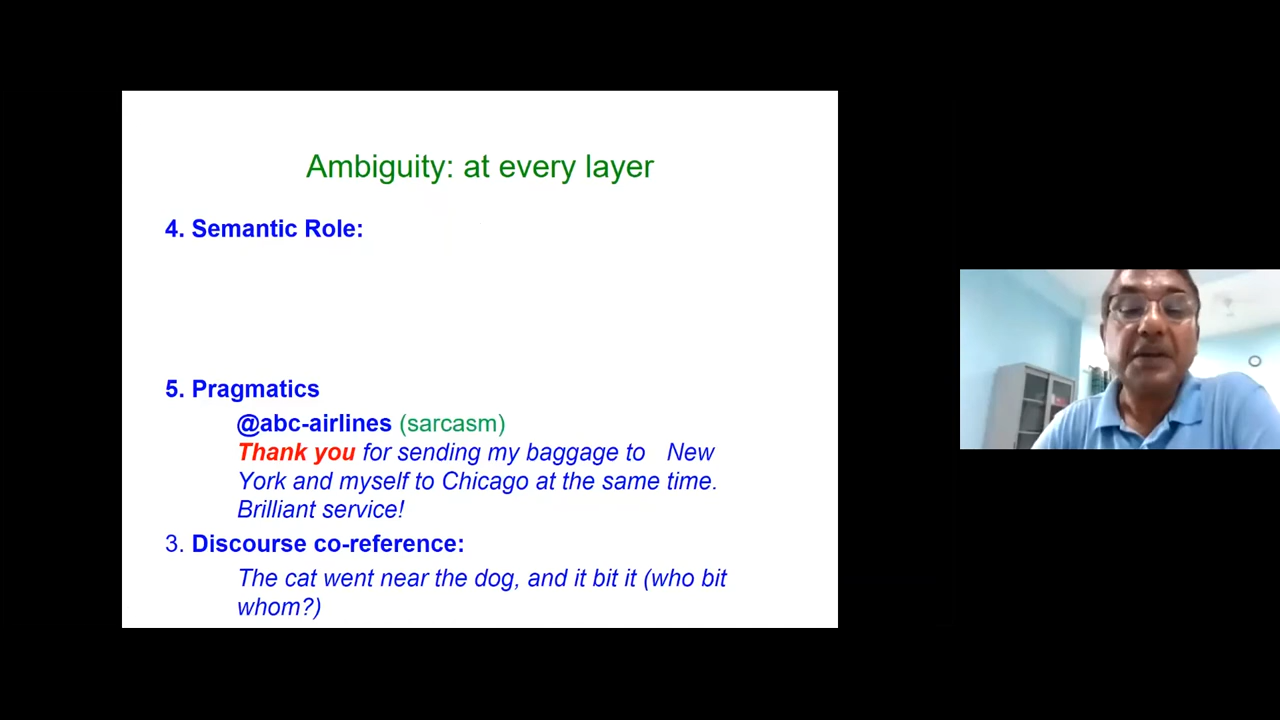 Ambiguity: at every layer
4. Semantic Role:
5. Pragmatics
@abc-airlines (sarcasm)
Thank you for sending my baggage to New
York and myself to Chicago at the same time.
Brilliant service!
3. Discourse co-reference:
The cat went near the dog, and it bit it (who bit
whom?)